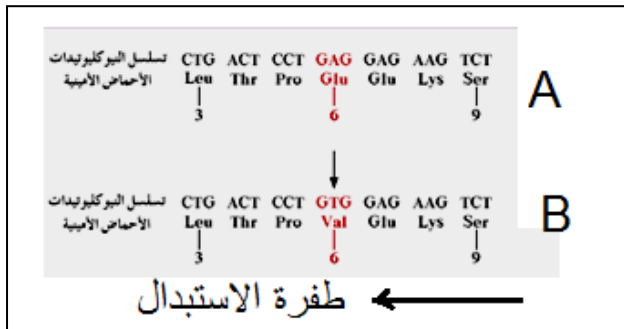 تسلسل النيوكليوتيدات CTG ACT CCT GAG GAG AAG TCT
الأحماض الأمينية Leu Thr Pro Glu Glu Lys Ser
3 6 9
A
تسلسل النيوكليوتيدات CTG ACT CCT GTG GAG AAG TCT
الأحماض الأمينية Leu Thr Pro Val Glu Lys Ser
3 6 9
B
طفرة الاستبدال